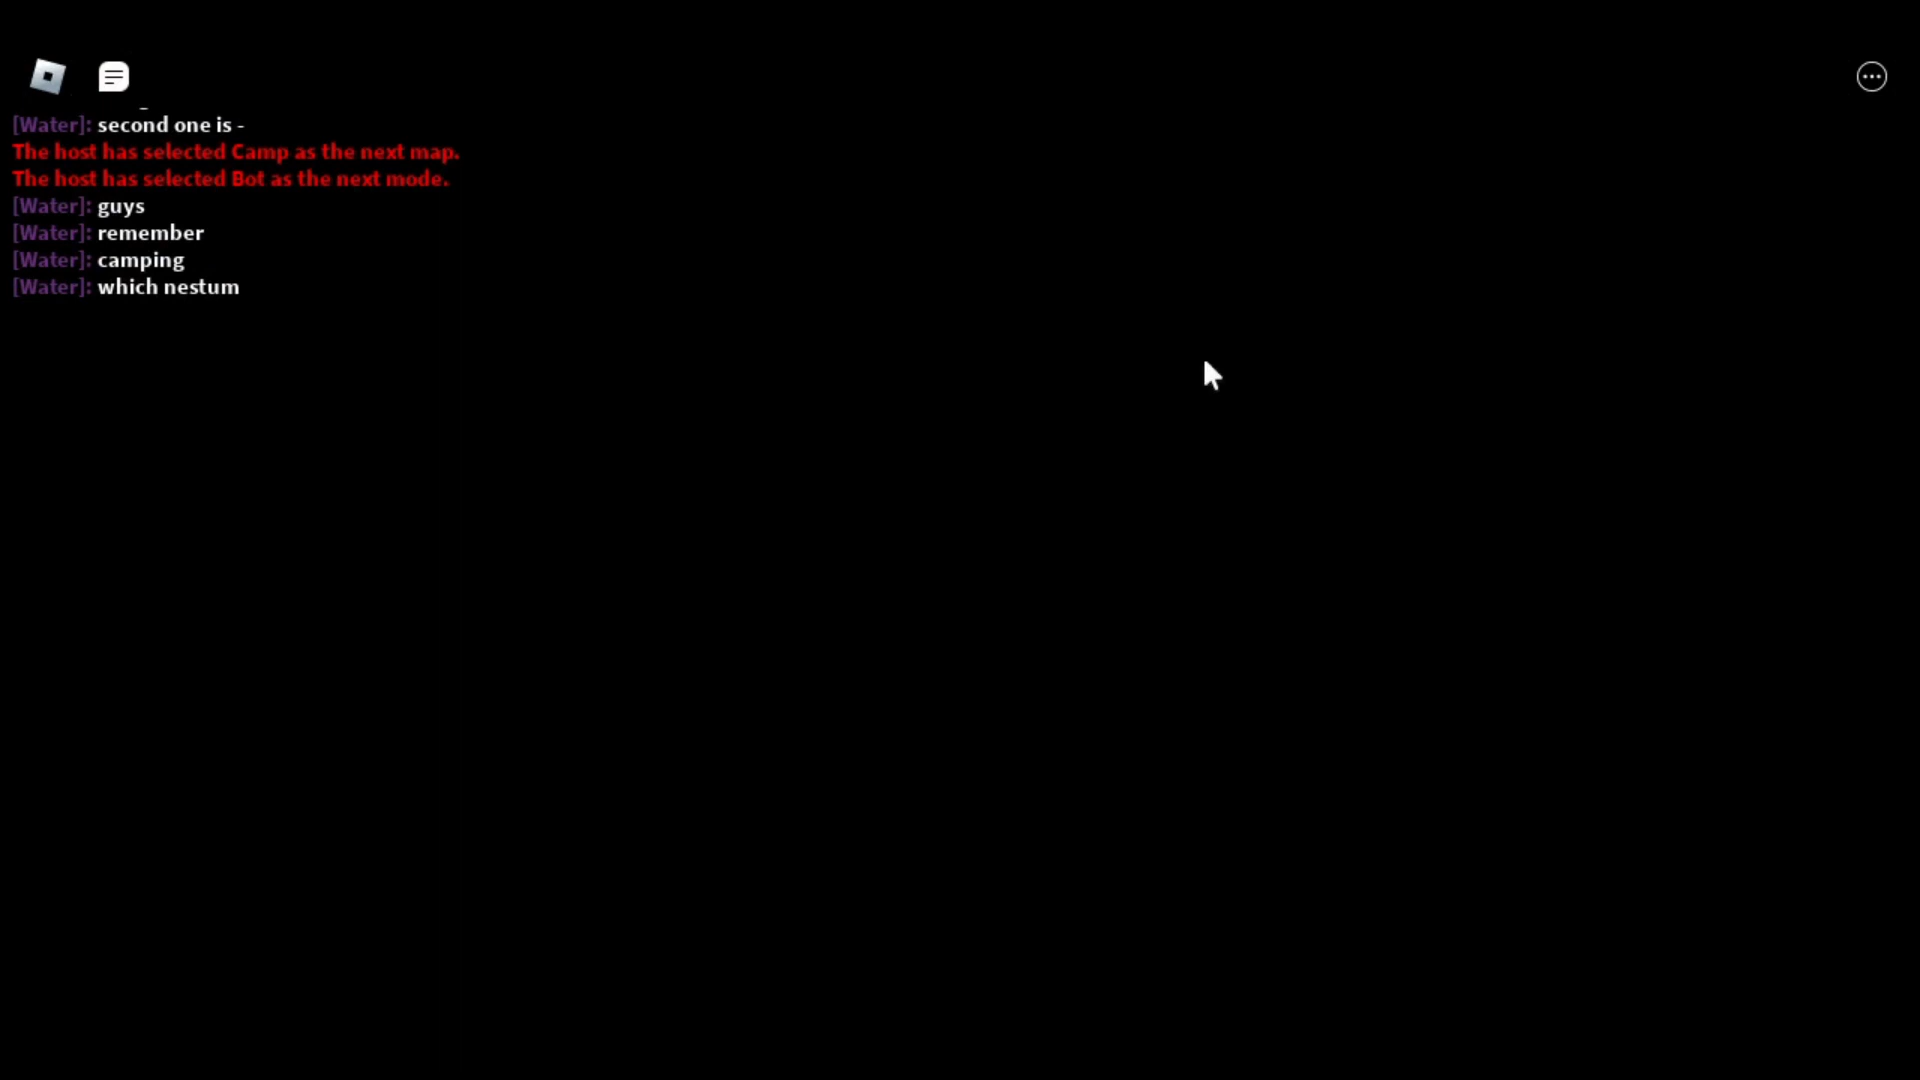 [Water]: second one is -
The host has selected Camp as the next map.
The host has selected Bot as the next mode.
[Water]: guys
[Water]: remember
[Water]: camping
[Water]: which nestum